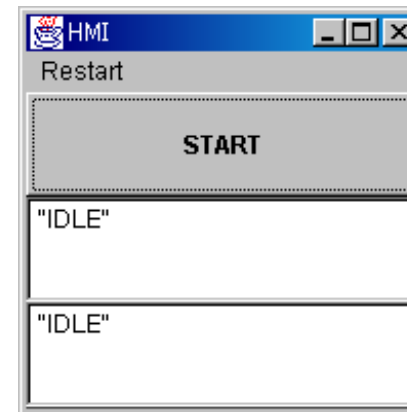 HMI
Restart
START
"IDLE"
"IDLE"